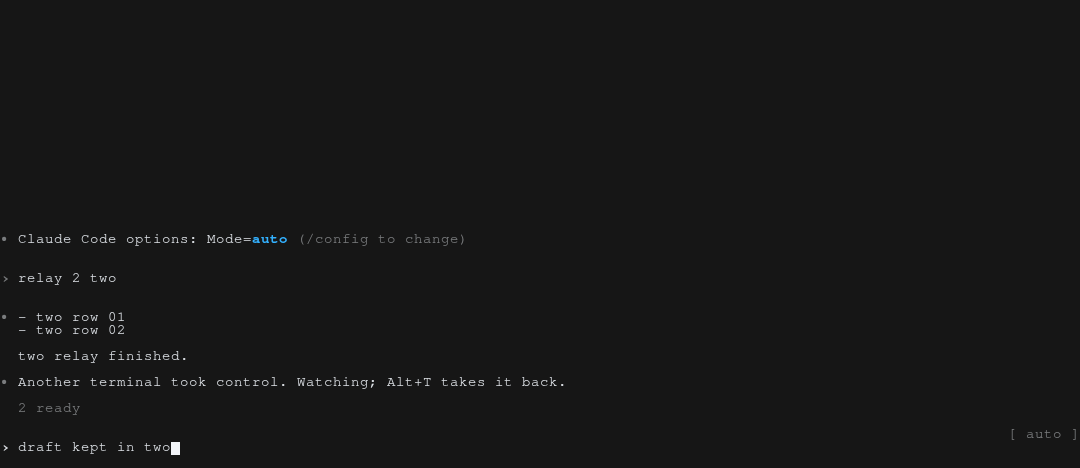 • Claude Code options: Mode=auto (/config to change)
› relay 2 two
• - two row 01
- two row 02
two relay finished.
• Another terminal took control. Watching; Alt+T takes it back.
2 ready
[ auto ]
› draft kept in two